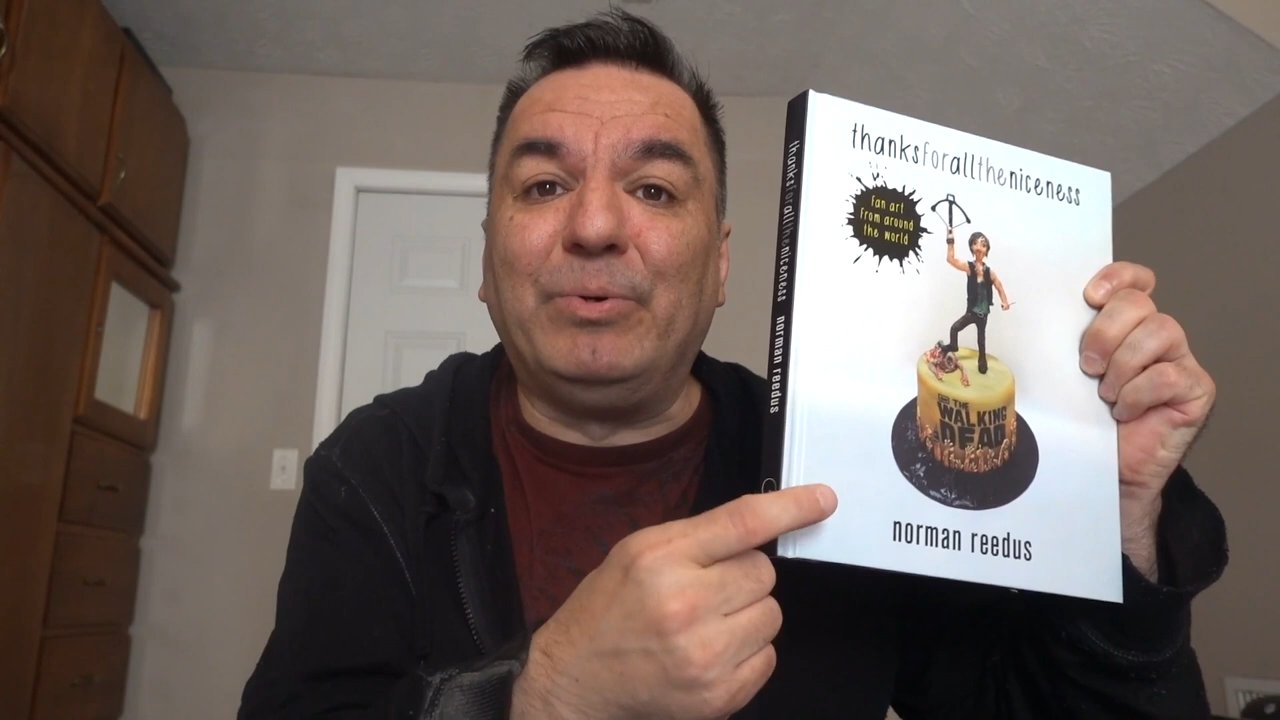 thanksforalltheniceness
fan art
from around
the world
THE
WALKING
DEAD
norman reedus
thanksforalltheniceness norman reedus